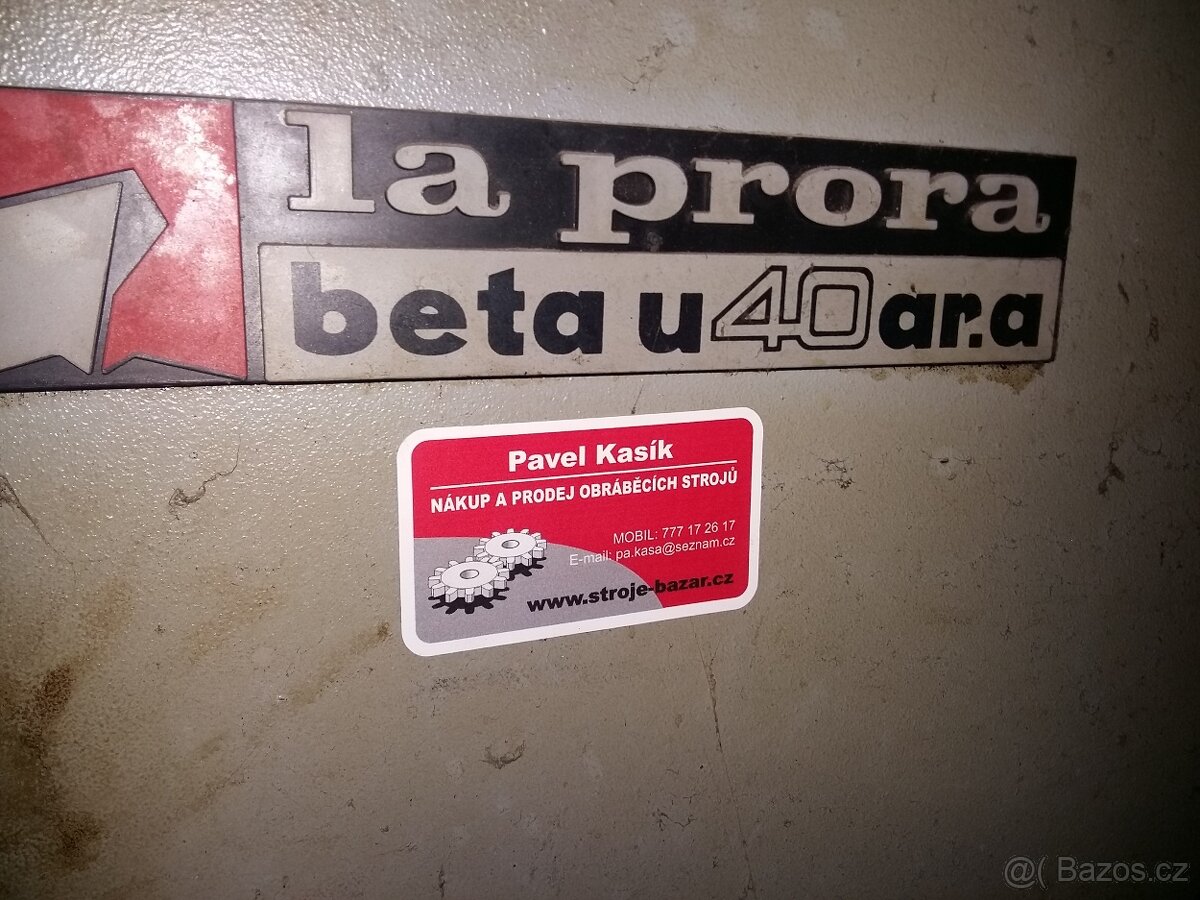 la prora
beta u40ar.a
Pavel Kasík
NÁKUP A PRODEJ OBRÁBĚCÍCH STROJŮ
MOBIL: 777 17 26 17
E-mail: pa.kasa@seznam.cz
www.stroje-bazar.cz
@( Bazos.cz